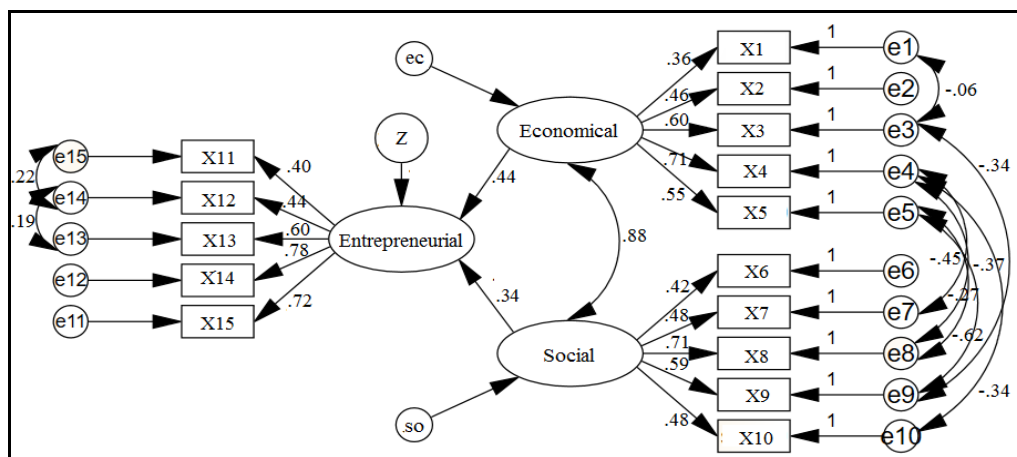 ec
Z
Economical
Entrepreneurial
Social
.so
.44
.34
.88
e15
e14
e13
e12
e11
.22
.19
X11
X12
X13
X14
X15
.40
.44
.60
.78
.72
.36
.46
.60
.71
.55
X1
X2
X3
X4
X5
1
1
1
1
1
e1
e2
e3
e4
e5
.42
.48
.71
.59
.48
X6
X7
X8
X9
X10
1
1
1
1
1
e6
e7
e8
e9
e10
-.06
-.34
-.45
-.37
-.27
-.62
-.34